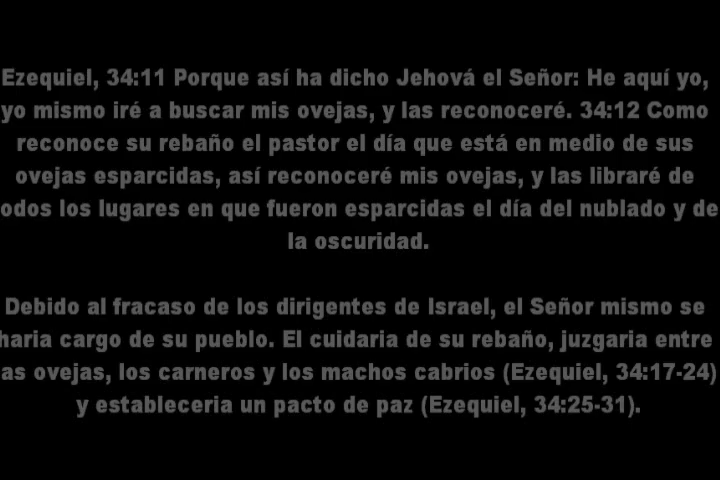 Ezequiel, 34:11 Porque así ha dicho Jehová el Señor: He aquí yo,
yo mismo iré a buscar mis ovejas, y las reconoceré. 34:12 Como
reconoce su rebaño el pastor el día que está en medio de sus
ovejas esparcidas, así reconoceré mis ovejas, y las libraré de
odos los lugares en que fueron esparcidas el día del nublado y de
la oscuridad.
Debido al fracaso de los dirigentes de Israel, el Señor mismo se
haria cargo de su pueblo. El cuidaria de su rebaño, juzgaria entre
as ovejas, los carneros y los machos cabrios (Ezequiel, 34:17-24)
y estableceria un pacto de paz (Ezequiel, 34:25-31).